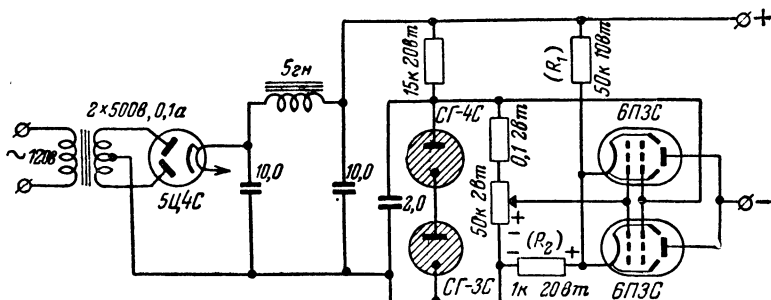 ~ 120в
2×500в, 0,1а
5Ц4С
5гн
10,0
10,0
2,0
15к 20вт
СГ-4С
СГ-3С
0,1 2вт
50к 2вт
(R₁)
50к 10вт
(R₂)
1к 20вт
6П3С
6П3С
+
−
+
−
−
+